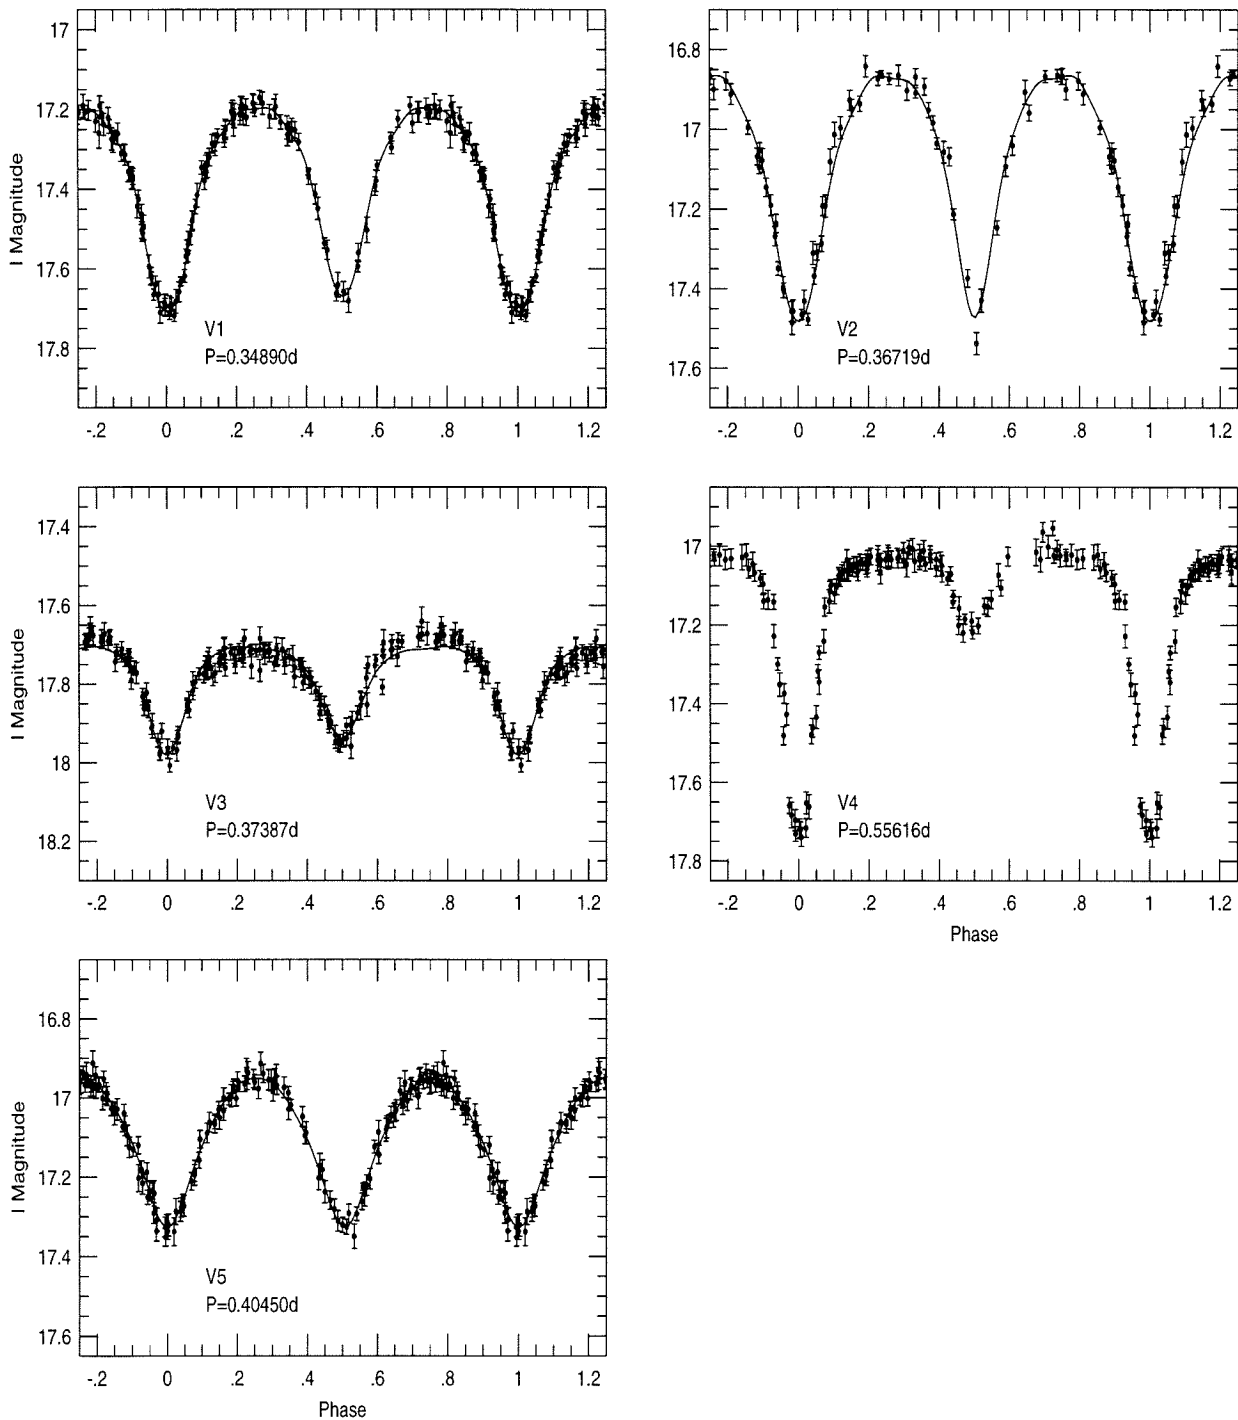 17
17.2
17.4
17.6
17.8
I Magnitude
V1
P=0.34890d
-.2 0 .2 .4 .6 .8 1 1.2
16.8
17
17.2
17.4
17.6
V2
P=0.36719d
-.2 0 .2 .4 .6 .8 1 1.2
17.4
17.6
17.8
18
18.2
I Magnitude
V3
P=0.37387d
-.2 0 .2 .4 .6 .8 1 1.2
17
17.2
17.4
17.6
17.8
V4
P=0.55616d
-.2 0 .2 .4 .6 .8 1 1.2
Phase
16.8
17
17.2
17.4
17.6
I Magnitude
V5
P=0.40450d
-.2 0 .2 .4 .6 .8 1 1.2
Phase